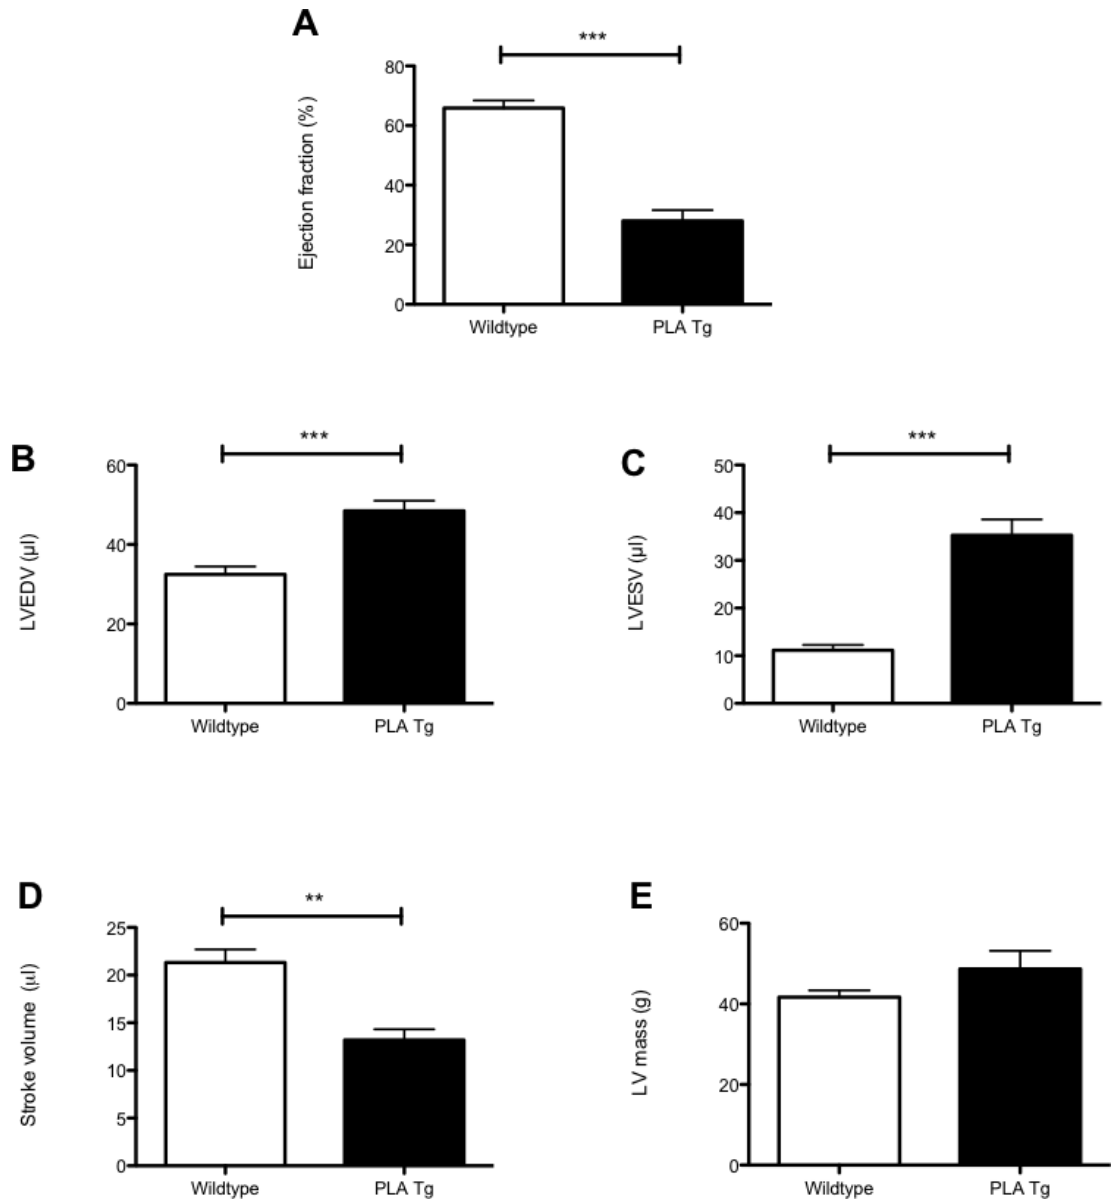 A
***
Ejection fraction (%)
80
60
40
20
0
Wildtype
PLA Tg
B
***
LVEDV (µl)
60
40
20
0
Wildtype
PLA Tg
C
***
LVESV (µl)
50
40
30
20
10
0
Wildtype
PLA Tg
D
**
Stroke volume (µl)
25
20
15
10
5
0
Wildtype
PLA Tg
E
LV mass (g)
60
40
20
0
Wildtype
PLA Tg